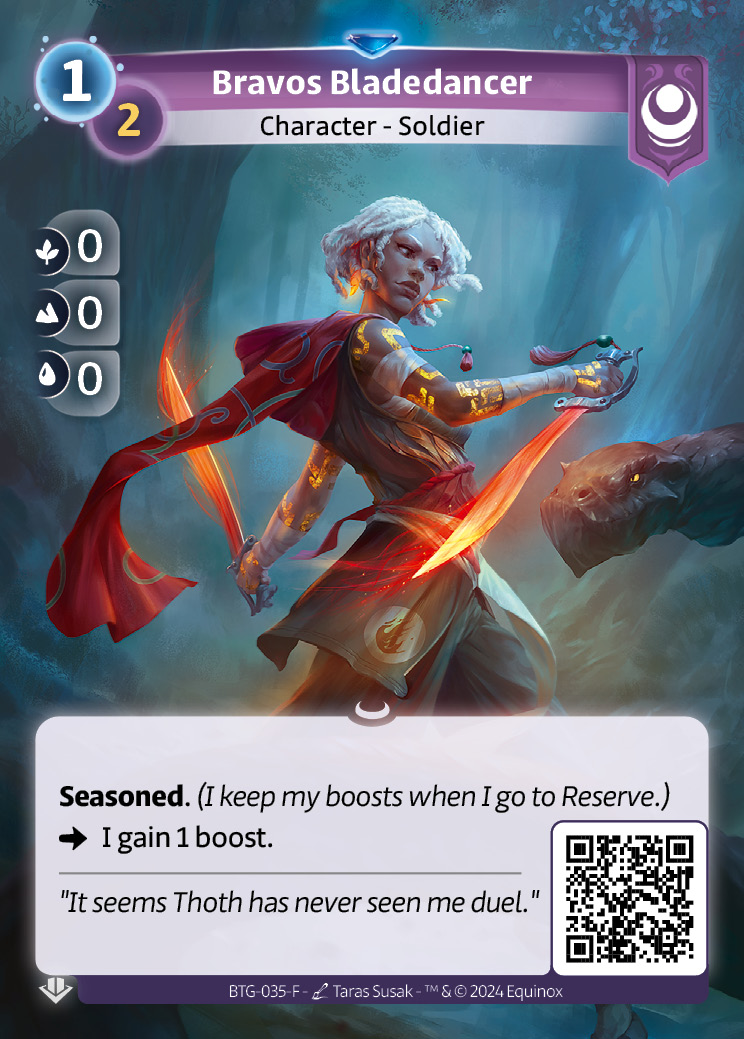 1
Bravos Bladedancer
2
Character - Soldier
0
0
0
Seasoned. (I keep my boosts when I go to Reserve.)
I gain 1 boost.
"It seems Thoth has never seen me duel."
BTG-035-F - Taras Susak - ™ & © 2024 Equinox